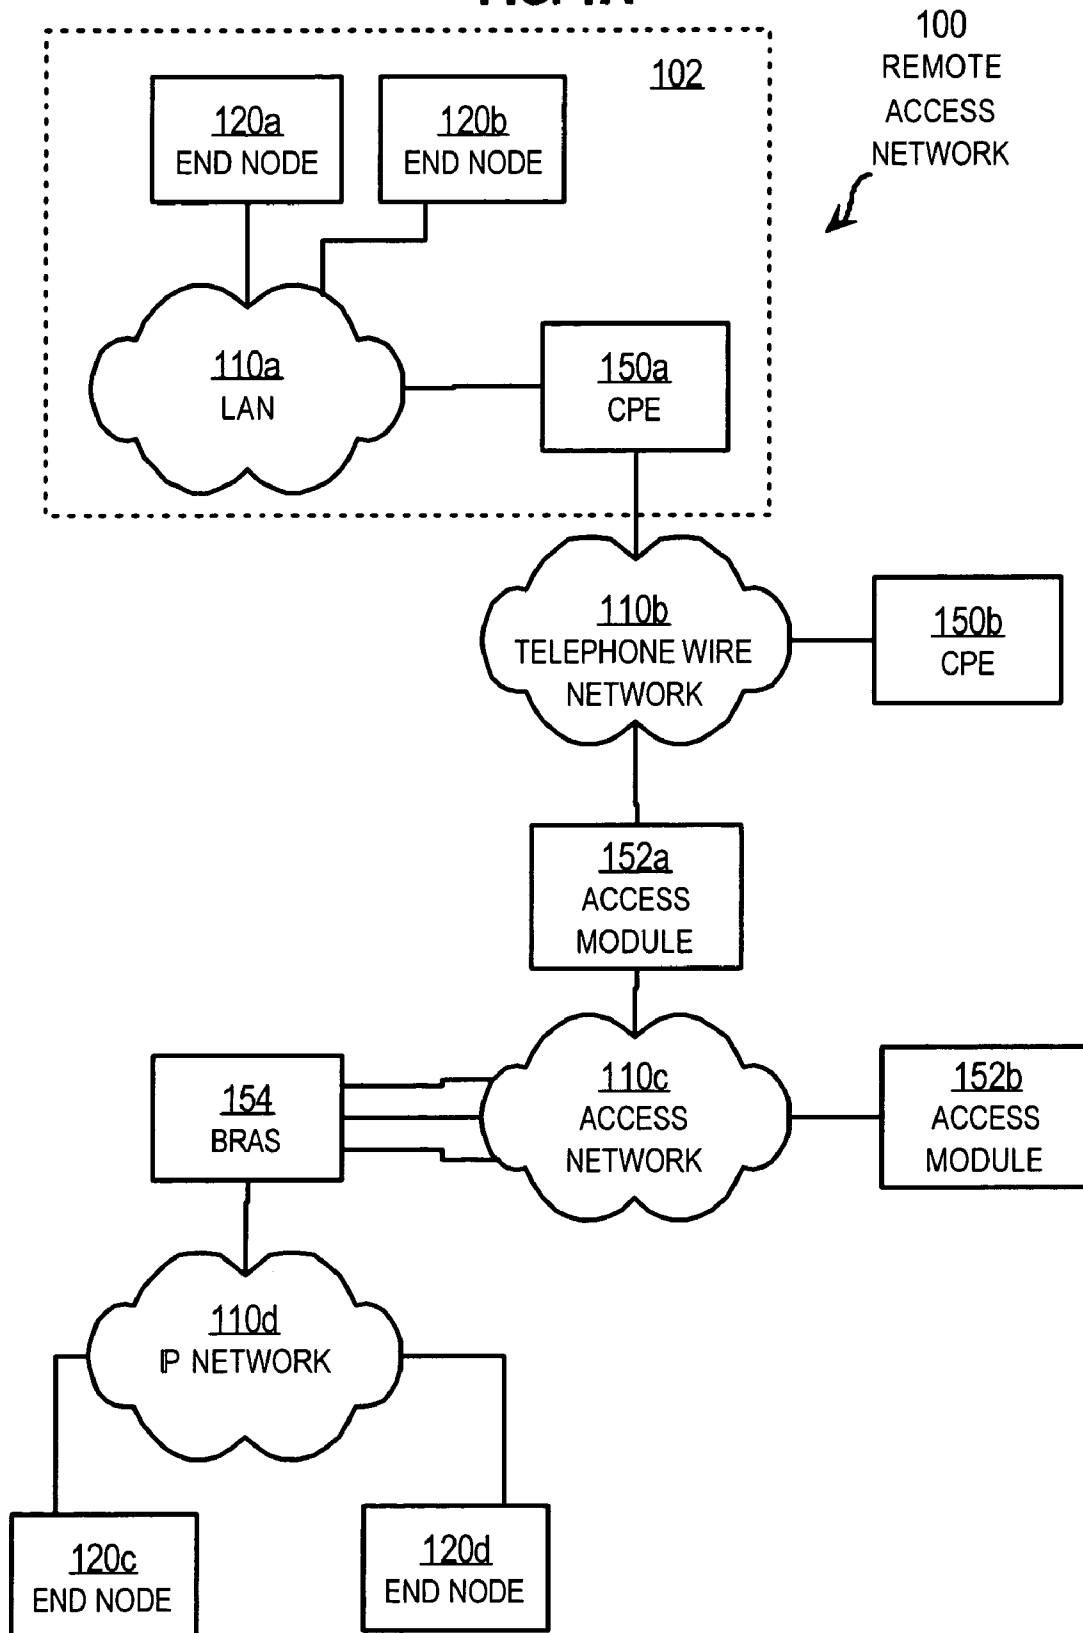 100
REMOTE
ACCESS
NETWORK
102
120a
END NODE
120b
END NODE
110a
LAN
150a
CPE
110b
TELEPHONE WIRE
NETWORK
150b
CPE
152a
ACCESS
MODULE
154
BRAS
110c
ACCESS
NETWORK
152b
ACCESS
MODULE
110d
IP NETWORK
120c
END NODE
120d
END NODE